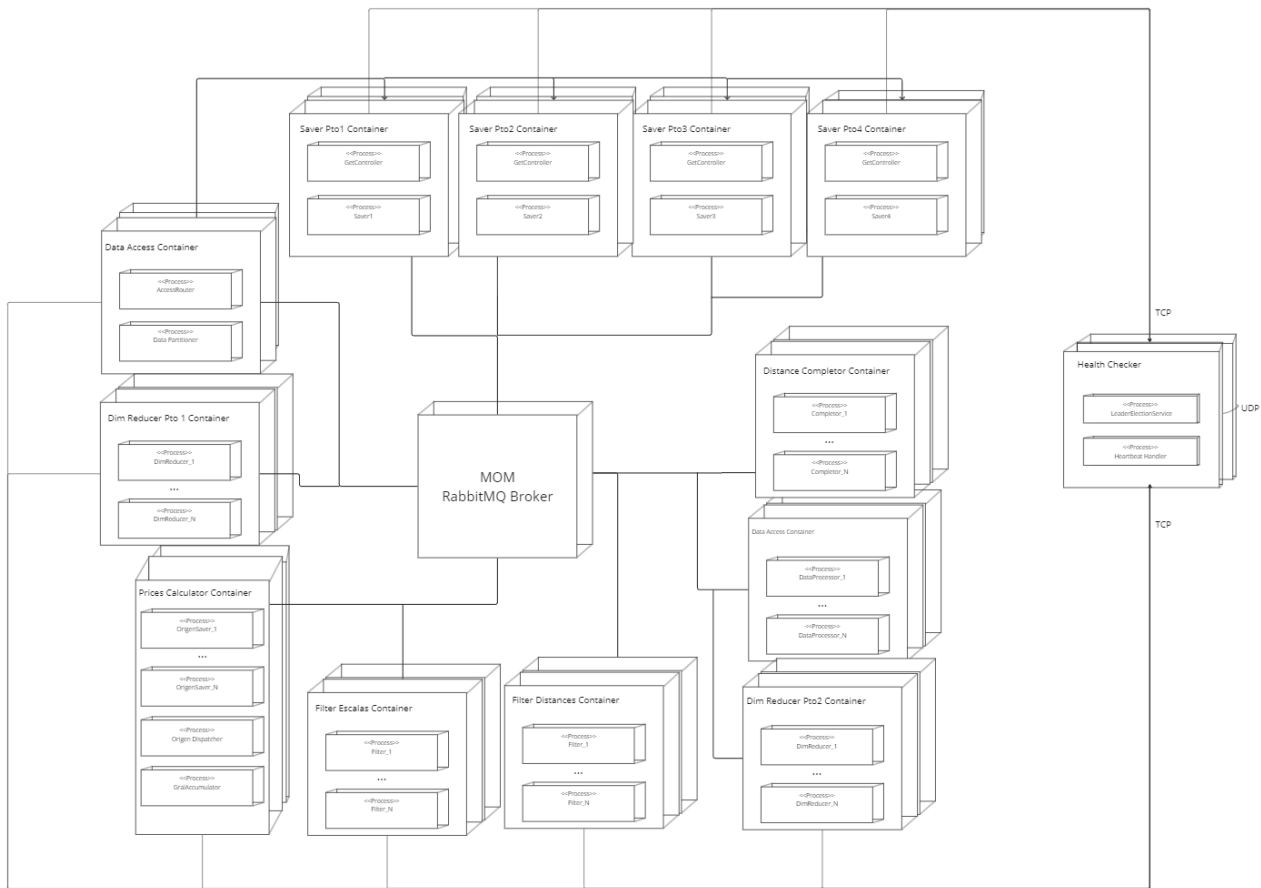 Saver Pto1 Container
<<Process>>
GetController
<<Process>>
Saver1
Saver Pto2 Container
<<Process>>
GetController
<<Process>>
Saver2
Saver Pto3 Container
<<Process>>
GetController
<<Process>>
Saver3
Saver Pto4 Container
<<Process>>
GetController
<<Process>>
Saver4
Data Access Container
<<Process>>
AccessRouter
<<Process>>
Data Partitioner
TCP
Health Checker
<<Process>>
LeaderElectionService
<<Process>>
Heartbeat Handler
UDP
TCP
Distance Completor Container
<<Process>>
Completor_1
...
<<Process>>
Completor_N
Dim Reducer Pto 1 Container
<<Process>>
DimReducer_1
...
<<Process>>
DimReducer_N
MOM
RabbitMQ Broker
Data Access Container
<<Process>>
DataProcessor_1
...
<<Process>>
DataProcessor_N
Prices Calculator Container
<<Process>>
OrigenSaver_1
...
<<Process>>
OrigenSaver_N
<<Process>>
Origen Dispatcher
<<Process>>
GralAccumulator
Filter Escalas Container
<<Process>>
Filter_1
...
<<Process>>
Filter_N
Filter Distances Container
<<Process>>
Filter_1
...
<<Process>>
Filter_N
Dim Reducer Pto2 Container
<<Process>>
DimReducer_1
...
<<Process>>
DimReducer_N